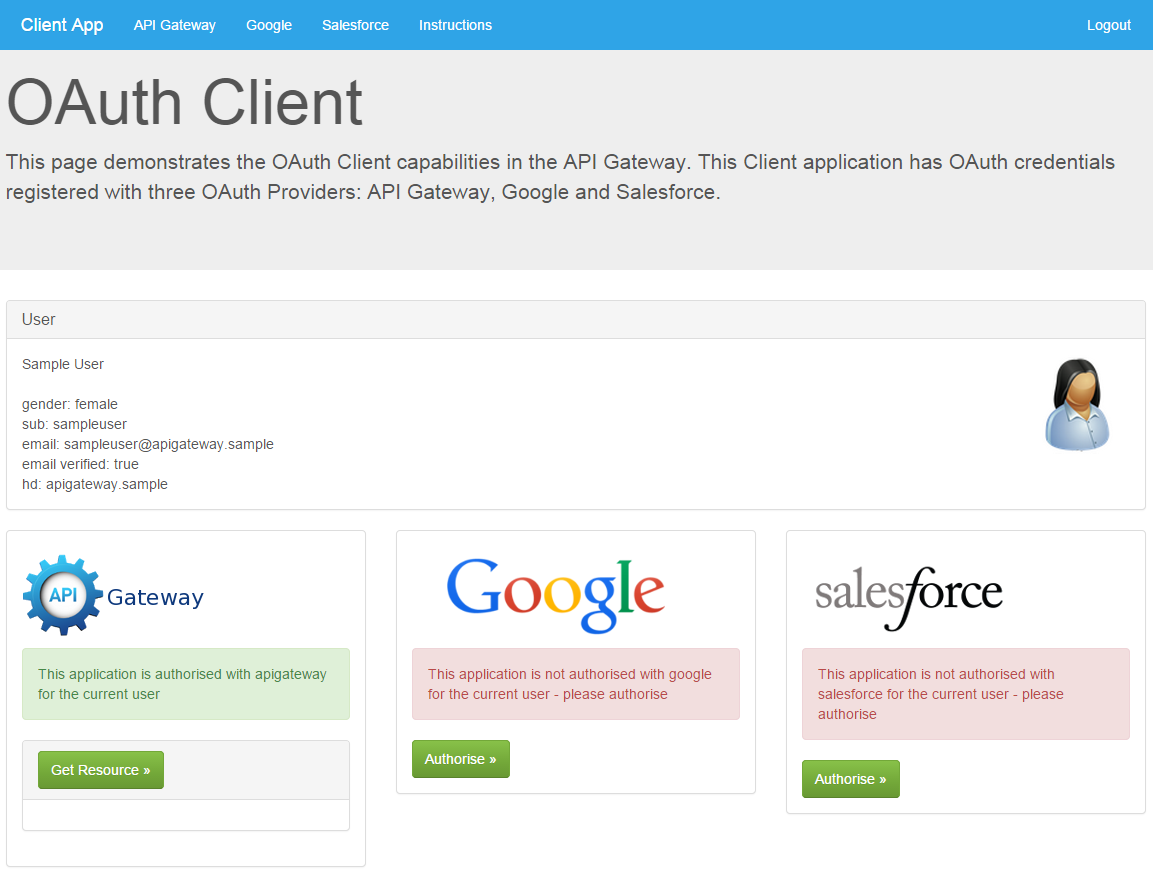 Client App API Gateway Google Salesforce Instructions Logout
OAuth Client
This page demonstrates the OAuth Client capabilities in the API Gateway. This Client application has OAuth credentials
registered with three OAuth Providers: API Gateway, Google and Salesforce.
User
Sample User
gender: female
sub: sampleuser
email: sampleuser@apigateway.sample
email verified: true
hd: apigateway.sample
API Gateway
This application is authorised with apigateway
for the current user
Get Resource »
Google
This application is not authorised with google
for the current user - please authorise
Authorise »
salesforce
This application is not authorised with
salesforce for the current user - please
authorise
Authorise »